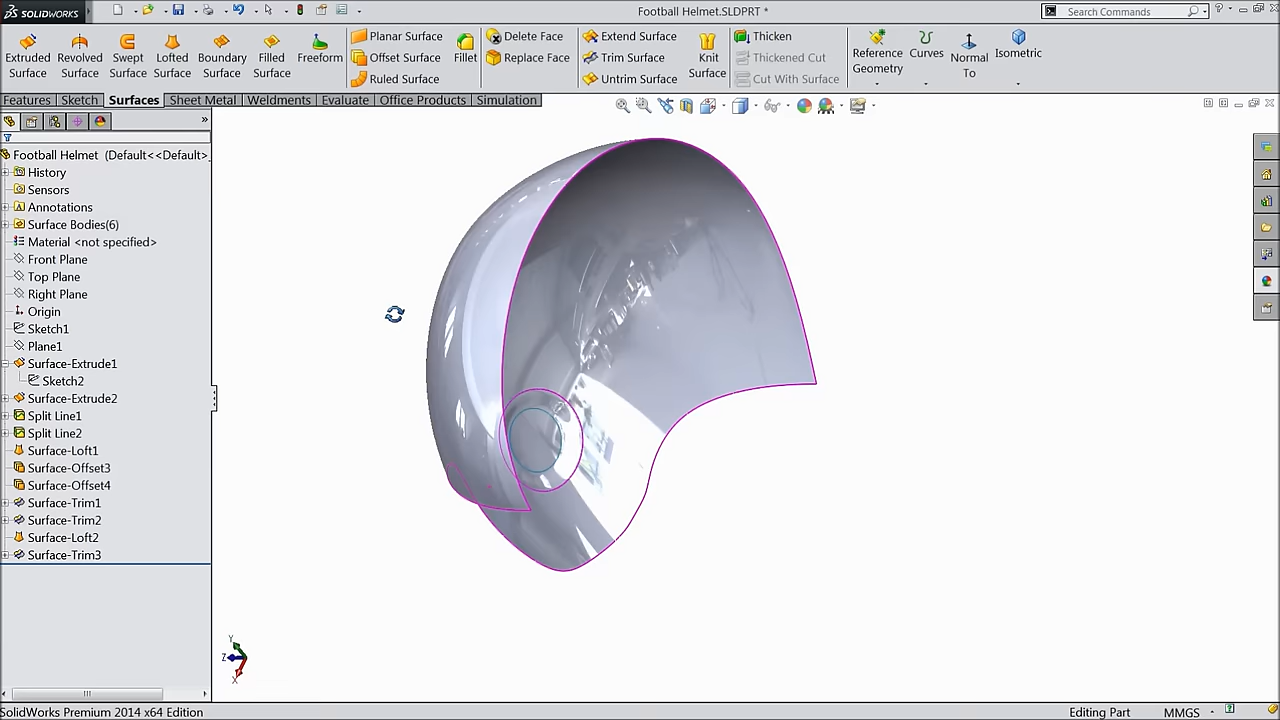 SOLIDWORKS
Football Helmet.SLDPRT *
Search Commands
Extruded Surface
Revolved Surface
Swept Surface
Lofted Surface
Boundary Surface
Filled Surface
Freeform
Planar Surface
Offset Surface
Ruled Surface
Fillet
Delete Face
Replace Face
Extend Surface
Trim Surface
Untrim Surface
Knit Surface
Thicken
Thickened Cut
Cut With Surface
Reference Geometry
Curves
Normal To
Isometric
Features Sketch Surfaces Sheet Metal Weldments Evaluate Office Products Simulation
Football Helmet (Default<<Default>_
History
Sensors
Annotations
Surface Bodies(6)
Material <not specified>
Front Plane
Top Plane
Right Plane
Origin
Sketch1
Plane1
Surface-Extrude1
Sketch2
Surface-Extrude2
Split Line1
Split Line2
Surface-Loft1
Surface-Offset3
Surface-Offset4
Surface-Trim1
Surface-Trim2
Surface-Loft2
Surface-Trim3
Y
Z
X
SolidWorks Premium 2014 x64 Edition
Editing Part
MMGS